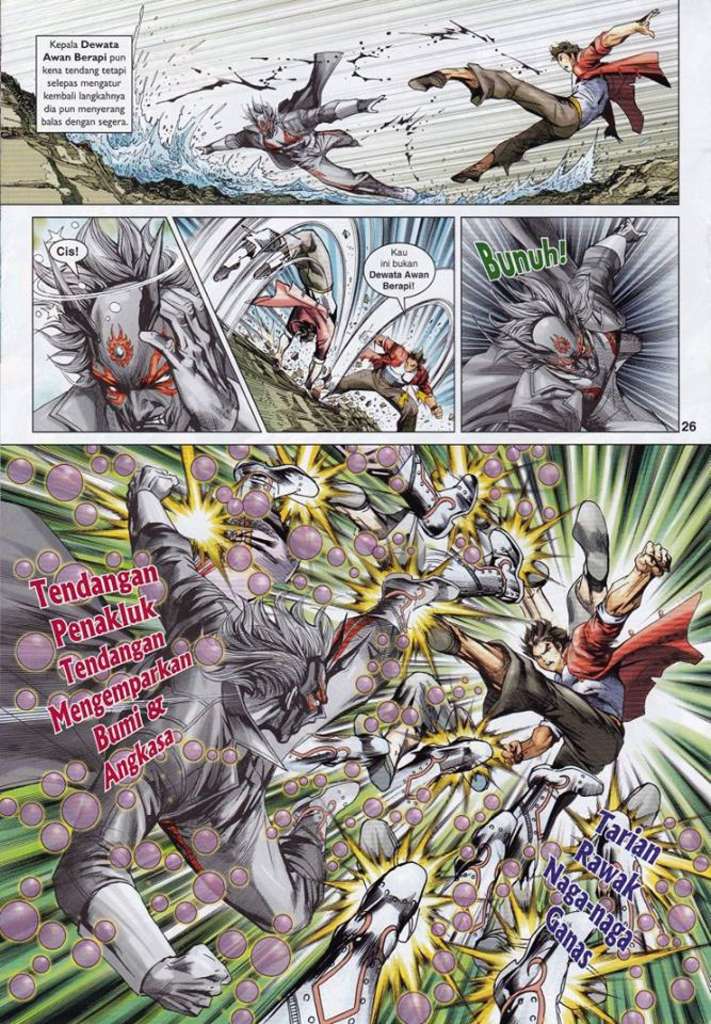 Kepala Dewata
Awan Berapi pun
kena tendang tetapi
selepas mengatur
kembali langkahnya
dia pun menyerang
balas dengan segera.
Cis!
Kau
ini bukan
Dewata Awan
Berapi!
Bunuh!
26
Tendangan
Penakluk
Tendangan
Mengemparkan
Bumi &
Angkasa
Tarian
Rawak
Naga-naga
Ganas